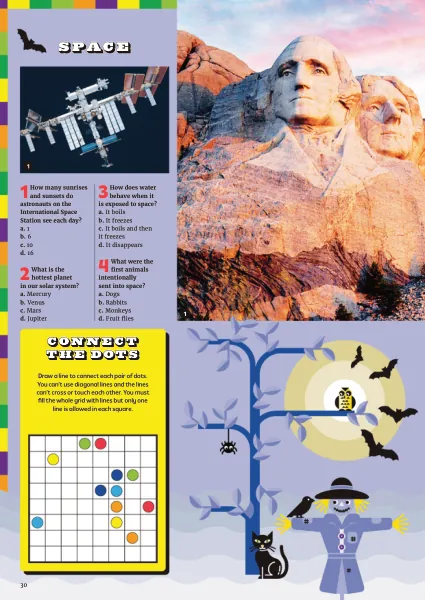 SPACE
1
1 How many sunrises
and sunsets do
astronauts on the
International Space
Station see each day?
a. 1
b. 6
c. 10
d. 16
2 What is the
hottest planet
in our solar system?
a. Mercury
b. Venus
c. Mars
d. Jupiter
3 How does water
behave when it
is exposed to space?
a. It boils
b. It freezes
c. It boils and then
it freezes
d. It disappears
4 What were the
first animals
intentionally
sent into space?
a. Dogs
b. Rabbits
c. Monkeys
d. Fruit flies
1
CONNECT
THE DOTS
Draw a line to connect each pair of dots.
You can't use diagonal lines and the lines
can't cross or touch each other. You must
fill the whole grid with lines but only one
line is allowed in each square.
30